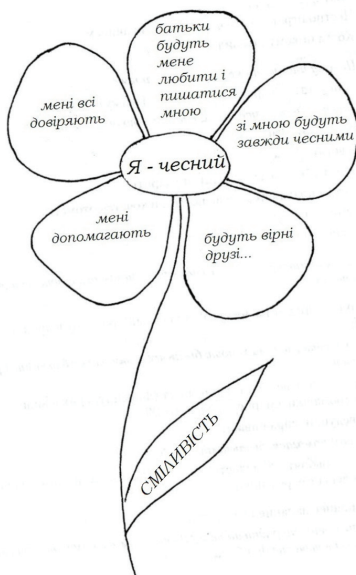 батьки
будуть
мене
любити і
пишатися
мною
мені всі
довіряють
зі мною будуть
завжди чесними
Я - чесний
мені
допомагають
будуть вірні
друзі...
СМІЛИВІСТЬ